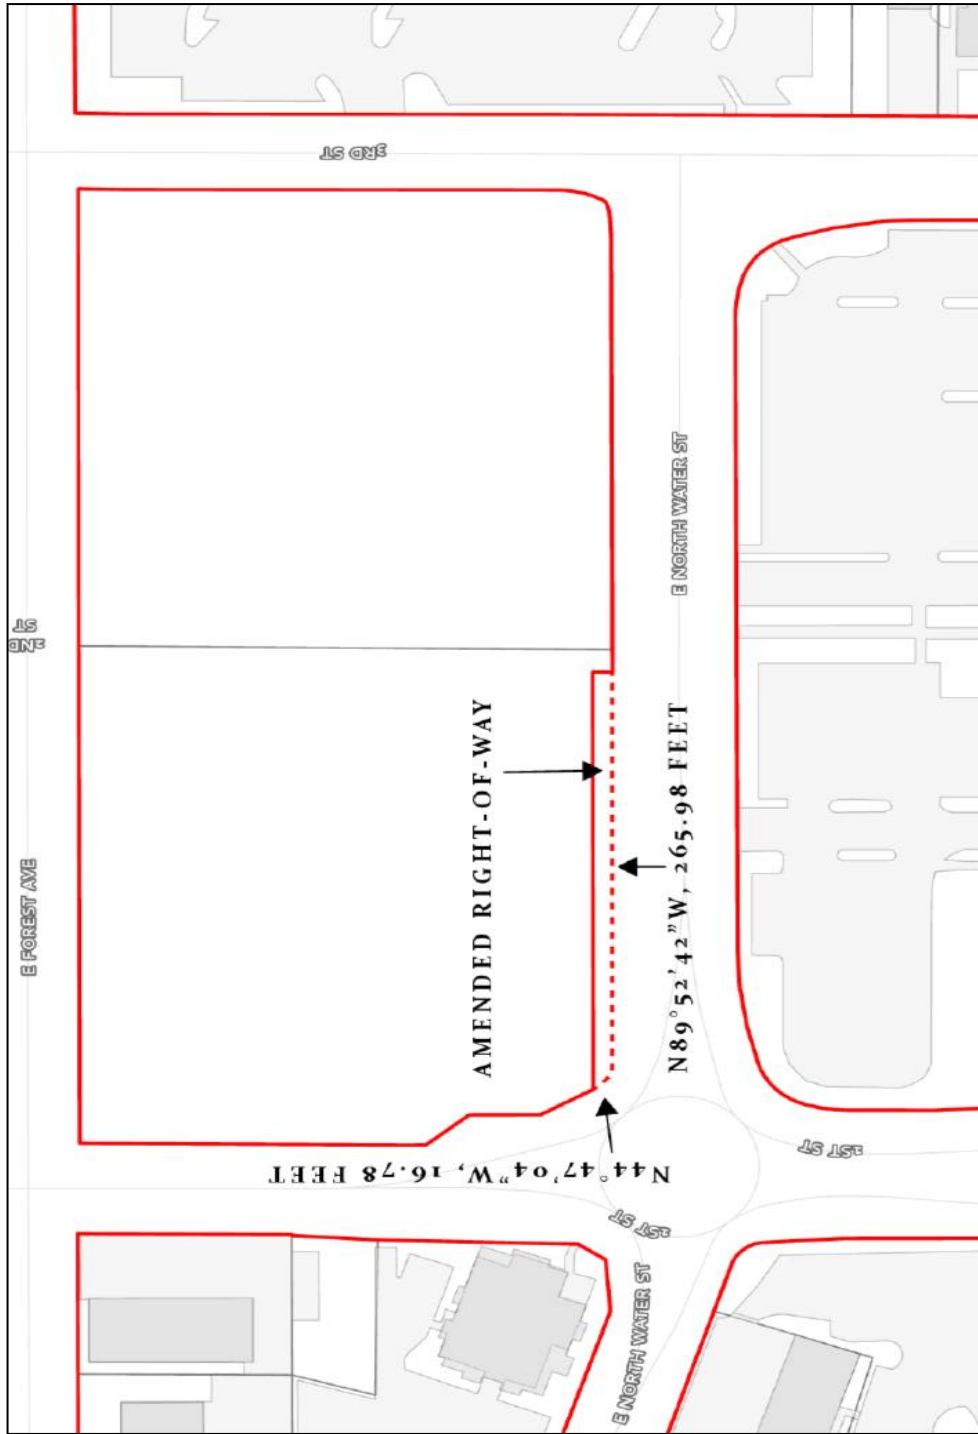 3RD ST
E NORTH WATER ST
2ND
ST
AMENDED RIGHT-OF-WAY
N89°52'42"W, 265.98 FEET
E FOREST AVE
1ST ST
N44°47'04"W, 16.78 FEET
1ST ST
E NORTH WATER ST